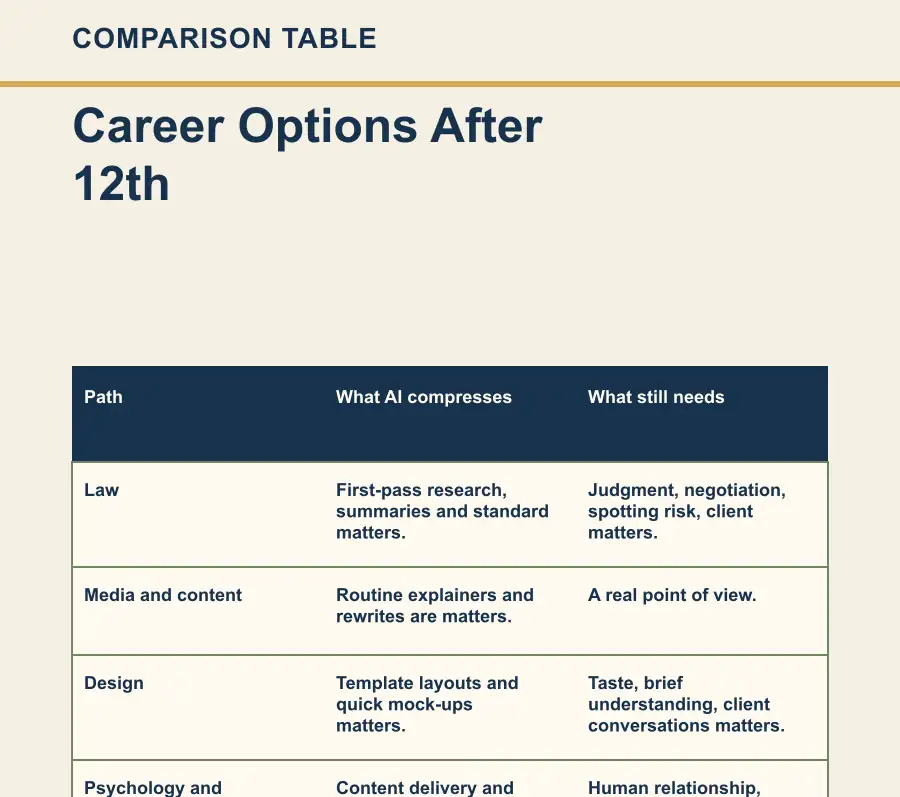 COMPARISON TABLE
Career Options After
12th
Path
What AI compresses
What still needs
Law
First-pass research,
summaries and standard
matters.
Judgment, negotiation,
spotting risk, client
matters.
Media and content
Routine explainers and
rewrites are matters.
A real point of view.
Design
Template layouts and
quick mock-ups
matters.
Taste, brief
understanding, client
conversations matters.
Psychology and
Content delivery and
Human relationship,